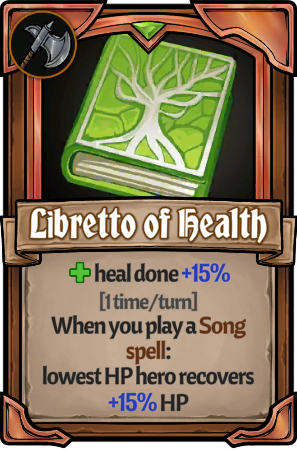 Libretto of Health
heal done +15%
[1 time/turn]
When you play a Song
spell:
lowest HP hero recovers
+15% HP